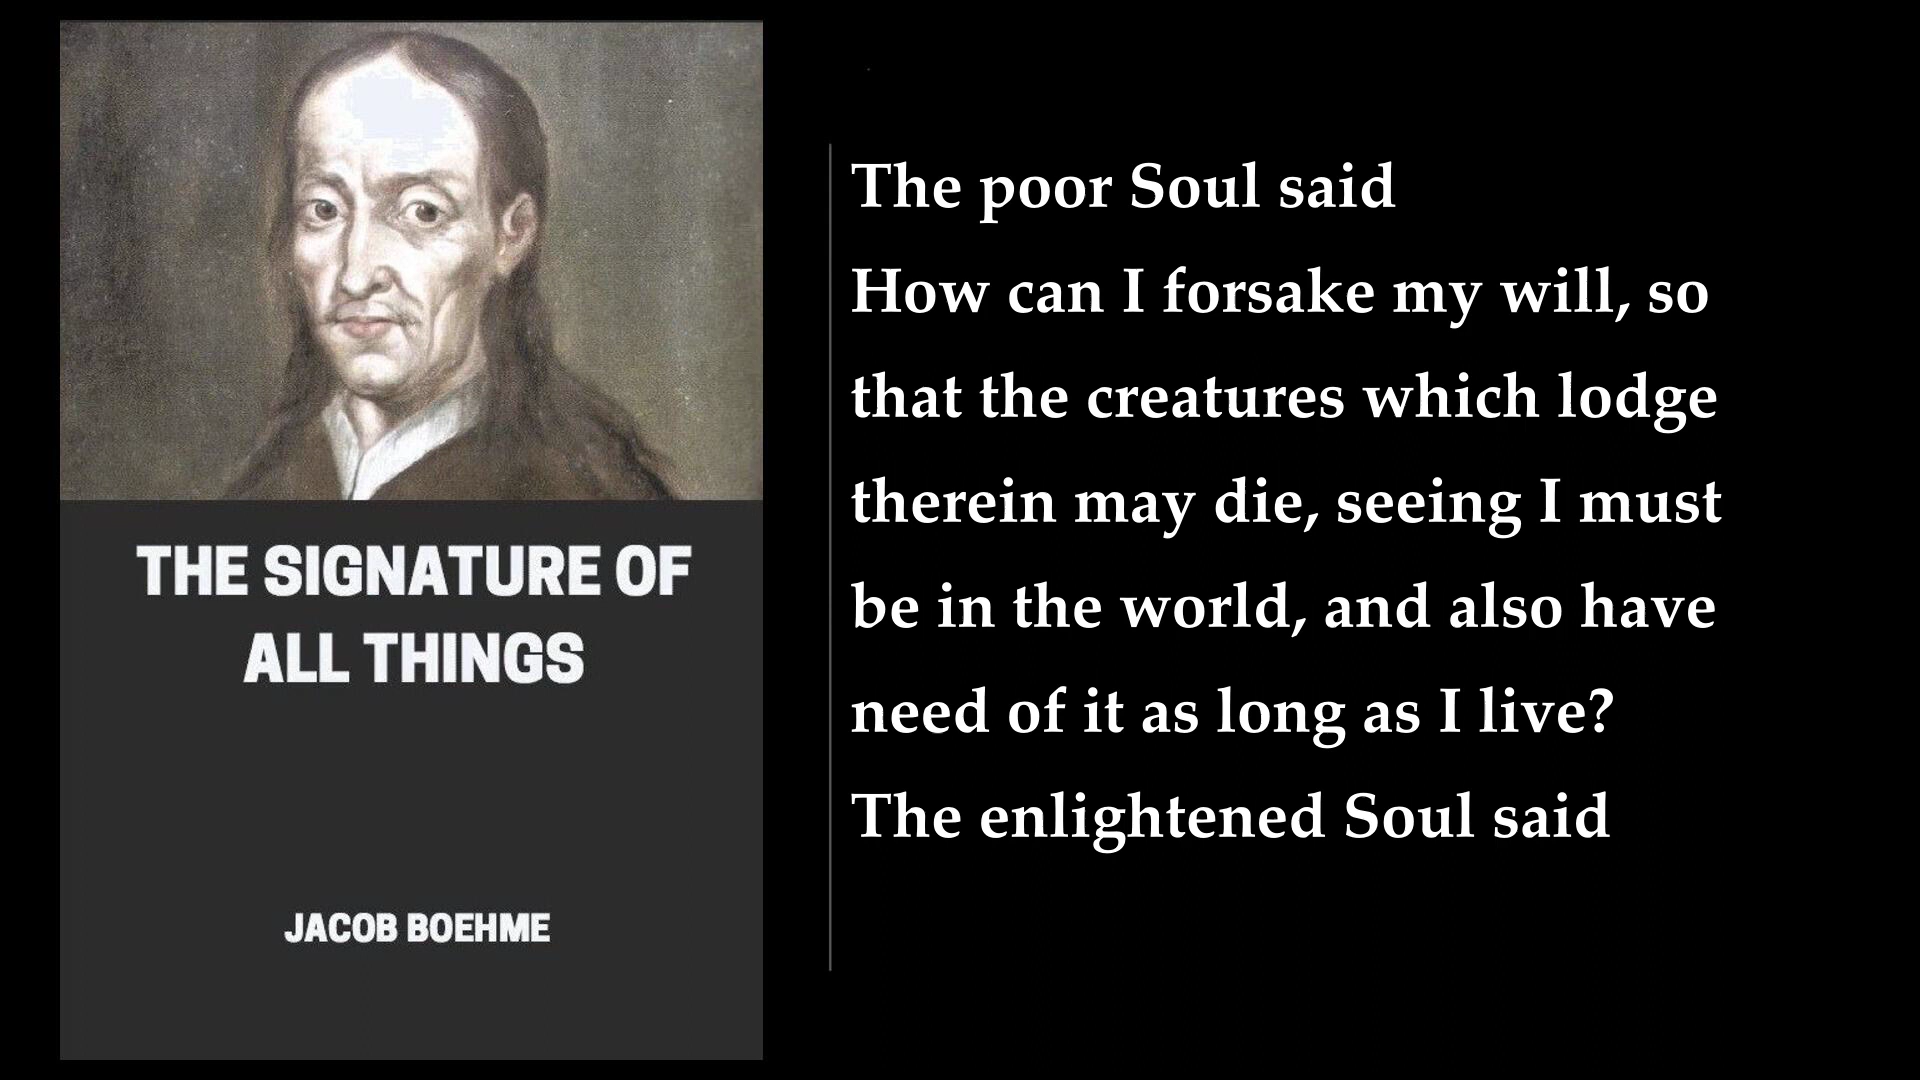 THE SIGNATURE OF
ALL THINGS
JACOB BOEHME
The poor Soul said
How can I forsake my will, so
that the creatures which lodge
therein may die, seeing I must
be in the world, and also have
need of it as long as I live?
The enlightened Soul said